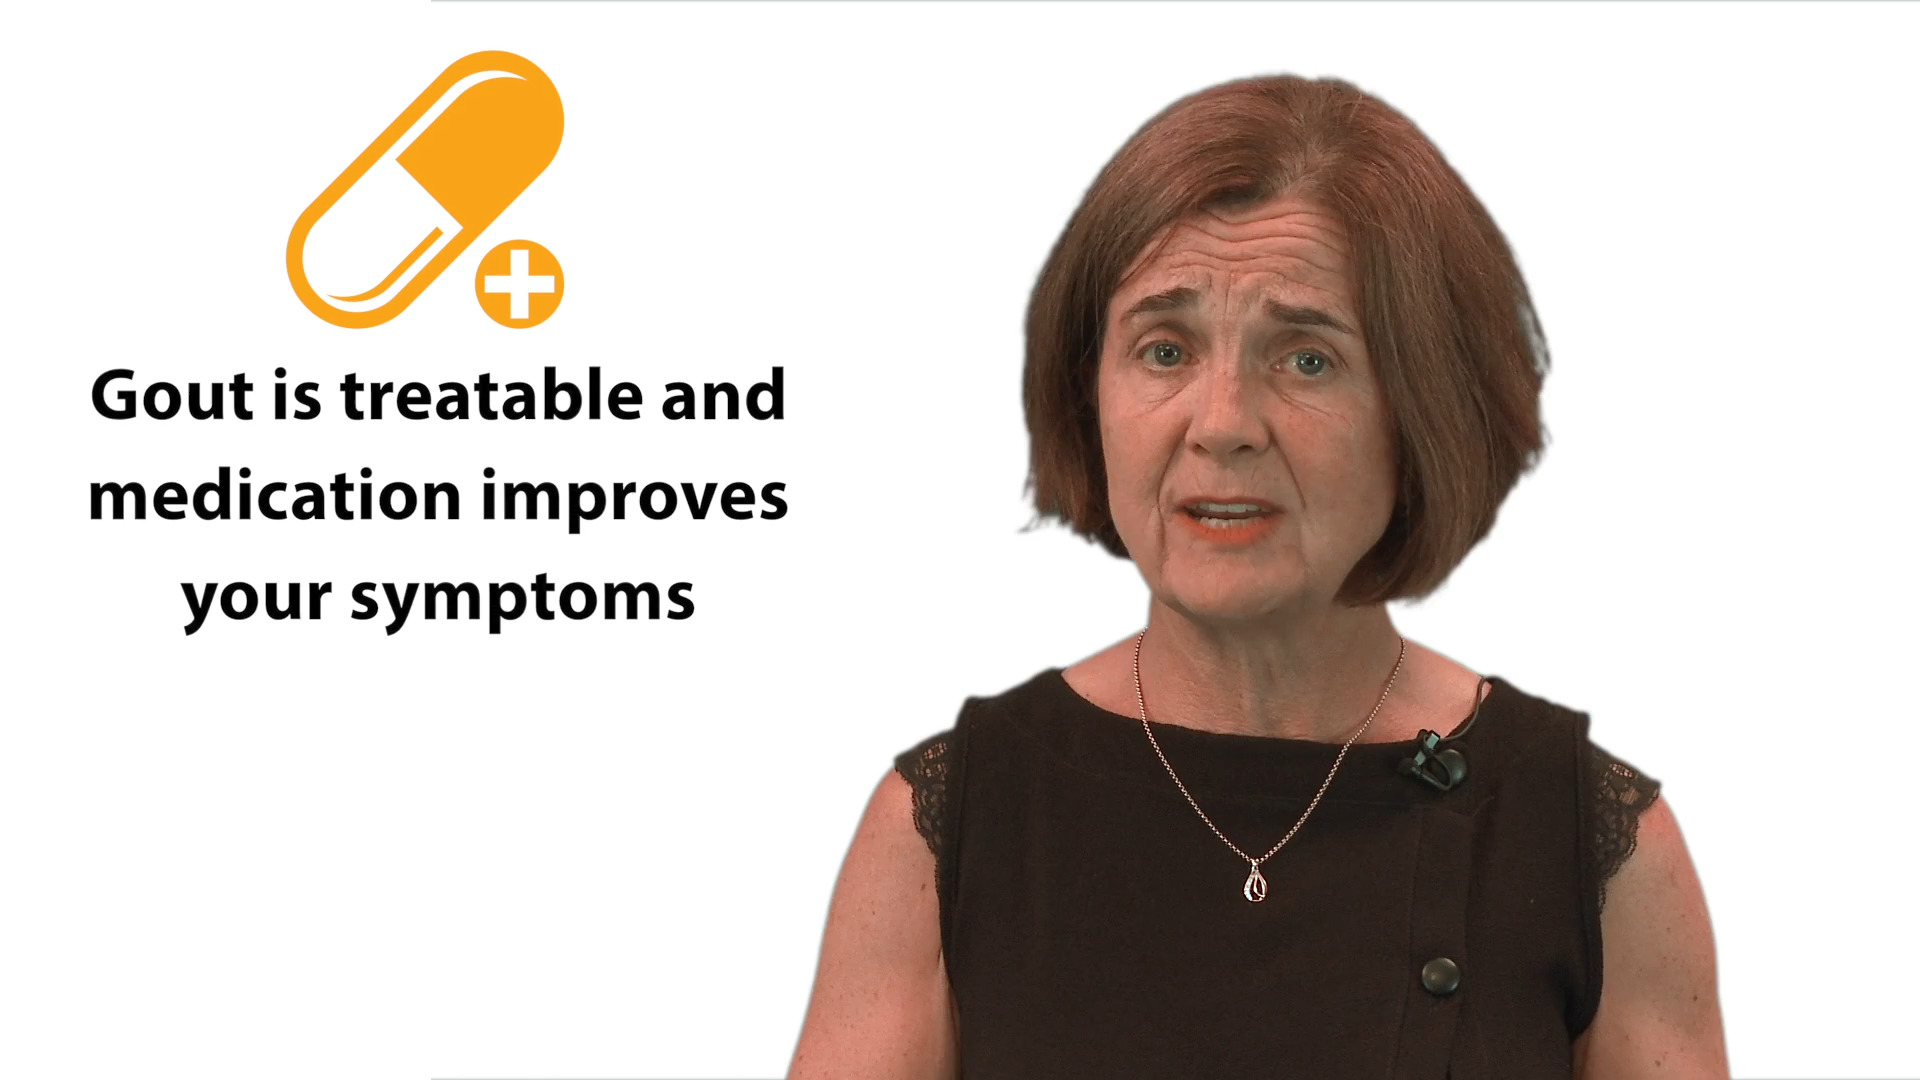 Gout is treatable and
medication improves
your symptoms